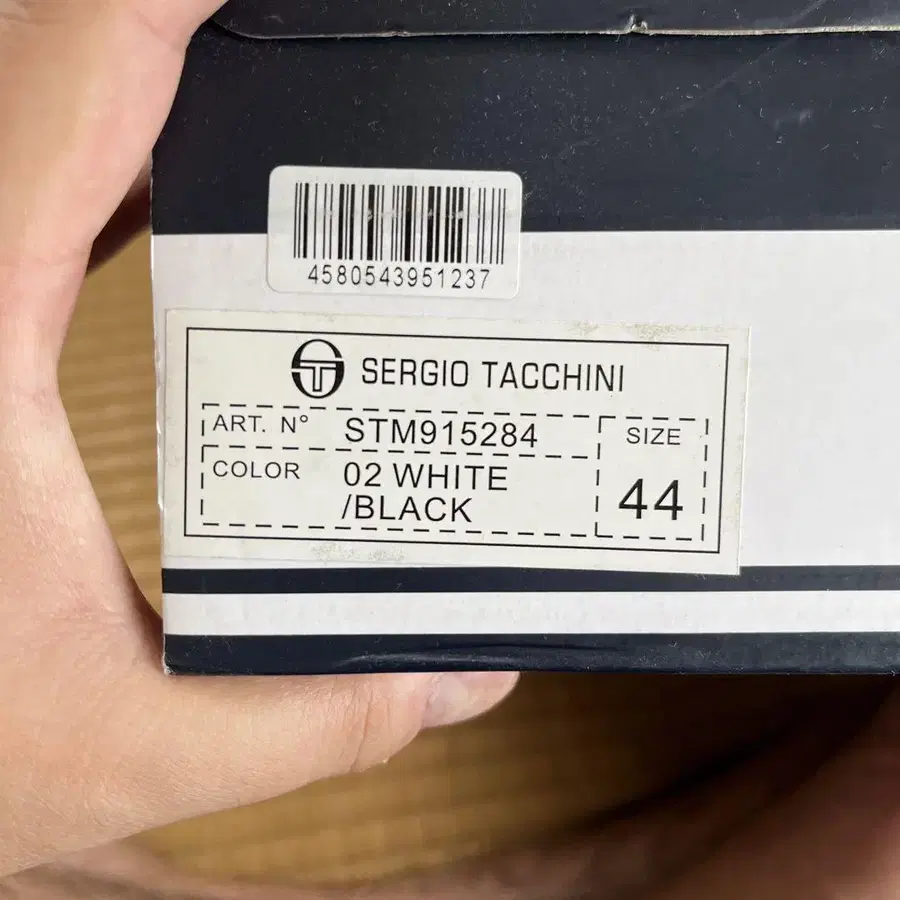 4580543951237
SERGIO TACCHINI
ART. N° STM915284
SIZE
COLOR 02 WHITE
/BLACK
44